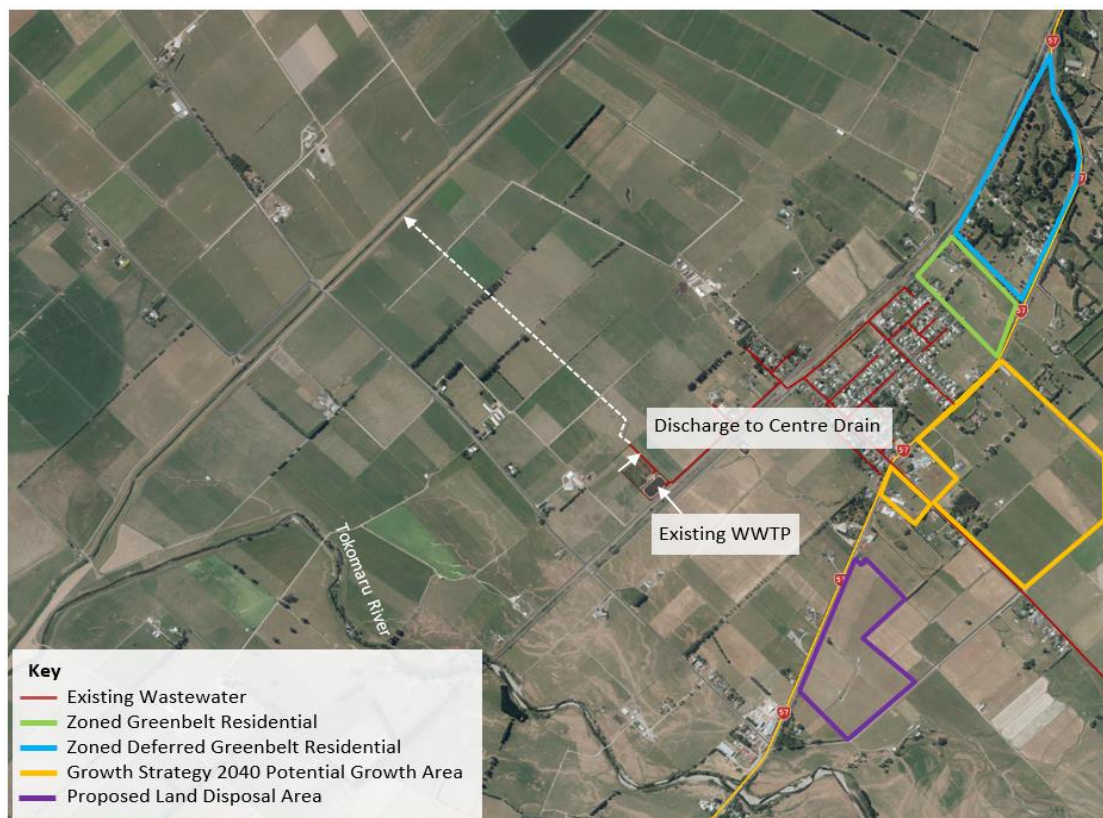 57
57
57
Discharge to Centre Drain
57
Existing WWTP
57
Tokomaru River
57
Key
Existing Wastewater
Zoned Greenbelt Residential
Zoned Deferred Greenbelt Residential
Growth Strategy 2040 Potential Growth Area
Proposed Land Disposal Area